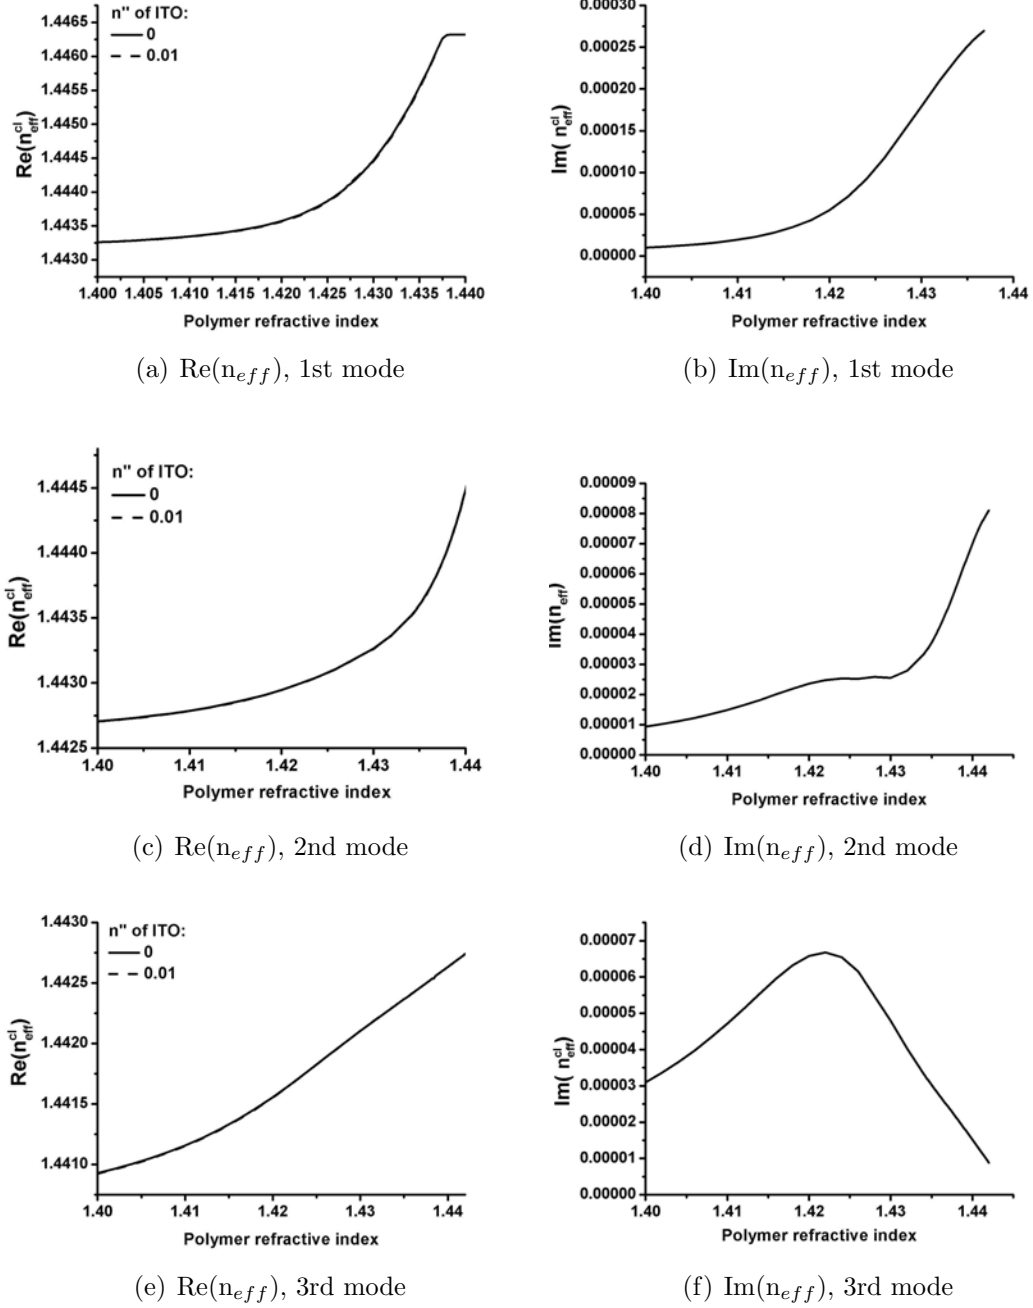 n" of ITO:
0
0.01
1.4465
1.4460
1.4455
1.4450
1.4445
1.4440
1.4435
1.4430
Re(n_eff^cl)
1.400 1.405 1.410 1.415 1.420 1.425 1.430 1.435 1.440
Polymer refractive index
(a) Re(n_eff), 1st mode
0.00030
0.00025
0.00020
0.00015
0.00010
0.00005
0.00000
Im( n_eff^cl)
1.40 1.41 1.42 1.43 1.44
Polymer refractive index
(b) Im(n_eff), 1st mode
n" of ITO:
0
0.01
1.4445
1.4440
1.4435
1.4430
1.4425
Re(n_eff^cl)
1.40 1.41 1.42 1.43 1.44
Polymer refractive index
(c) Re(n_eff), 2nd mode
0.00009
0.00008
0.00007
0.00006
0.00005
0.00004
0.00003
0.00002
0.00001
0.00000
Im(n_eff)
1.40 1.41 1.42 1.43 1.44
Polymer refractive index
(d) Im(n_eff), 2nd mode
n" of ITO:
0
0.01
1.4430
1.4425
1.4420
1.4415
1.4410
Re(n_eff^cl)
1.40 1.41 1.42 1.43 1.44
Polymer refractive index
(e) Re(n_eff), 3rd mode
0.00007
0.00006
0.00005
0.00004
0.00003
0.00002
0.00001
0.00000
Im( n_eff^cl)
1.40 1.41 1.42 1.43 1.44
Polymer refractive index
(f) Im(n_eff), 3rd mode